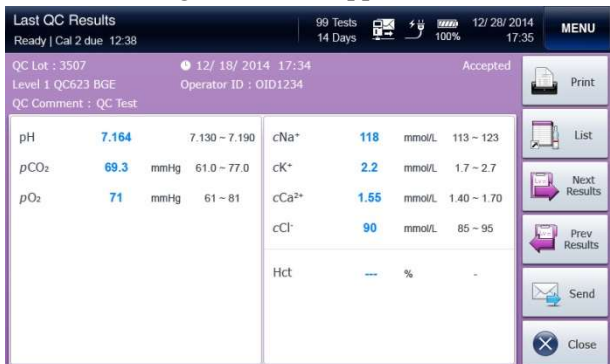 Last QC Results
Ready | Cal 2 due 12:38
99 Tests
14 Days
100%
12/ 28/ 2014
17:35
MENU
QC Lot : 3507
12/ 18/ 2014 17:34
Accepted
Level 1 QC623 BGE
Operator ID : OID1234
QC Comment : QC Test
pH 7.164 7.130 ~ 7.190
pCO₂ 69.3 mmHg 61.0 ~ 77.0
pO₂ 71 mmHg 61 ~ 81
cNa⁺ 118 mmol/L 113 ~ 123
cK⁺ 2.2 mmol/L 1.7 ~ 2.7
cCa²⁺ 1.55 mmol/L 1.40 ~ 1.70
cCl⁻ 90 mmol/L 85 ~ 95
Hct --- % -
Print
List
Next
Results
Prev
Results
Send
Close